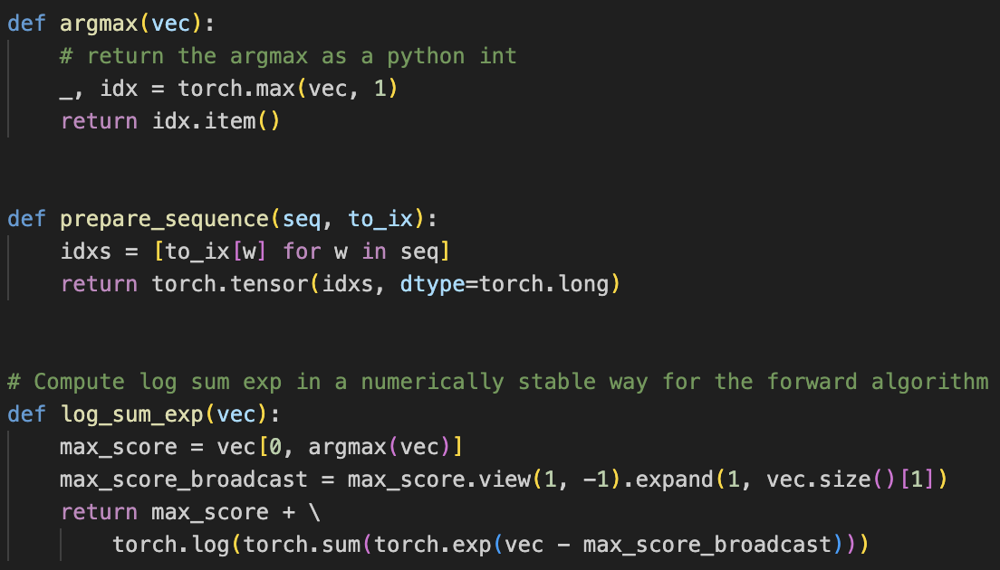 def argmax(vec):
    # return the argmax as a python int
    _, idx = torch.max(vec, 1)
    return idx.item()
def prepare_sequence(seq, to_ix):
    idxs = [to_ix[w] for w in seq]
    return torch.tensor(idxs, dtype=torch.long)
# Compute log sum exp in a numerically stable way for the forward algorithm
def log_sum_exp(vec):
    max_score = vec[0, argmax(vec)]
    max_score_broadcast = max_score.view(1, -1).expand(1, vec.size()[1])
    return max_score + \
        torch.log(torch.sum(torch.exp(vec - max_score_broadcast)))